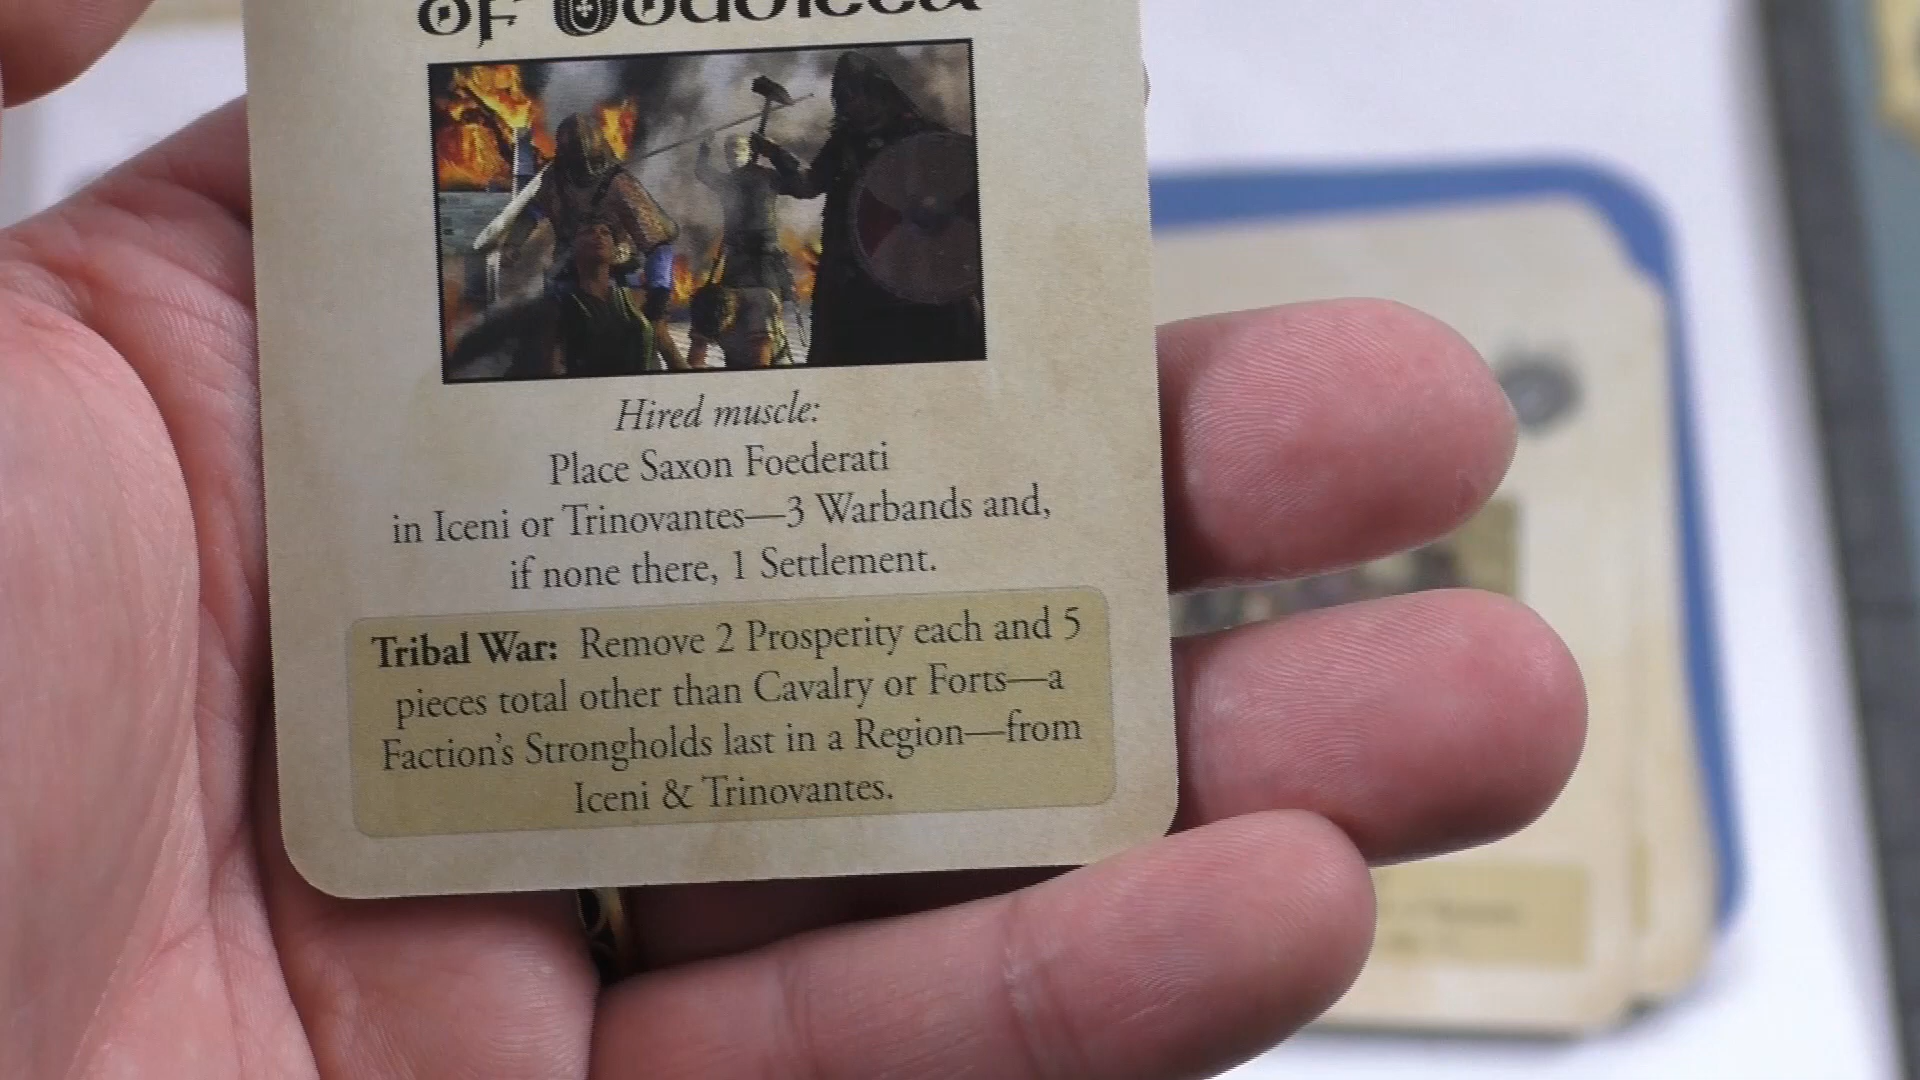 of Boudicca
Hired muscle:
Place Saxon Foederati
in Iceni or Trinovantes—3 Warbands and,
if none there, 1 Settlement.
Tribal War: Remove 2 Prosperity each and 5
pieces total other than Cavalry or Forts—a
Faction's Strongholds last in a Region—from
Iceni & Trinovantes.